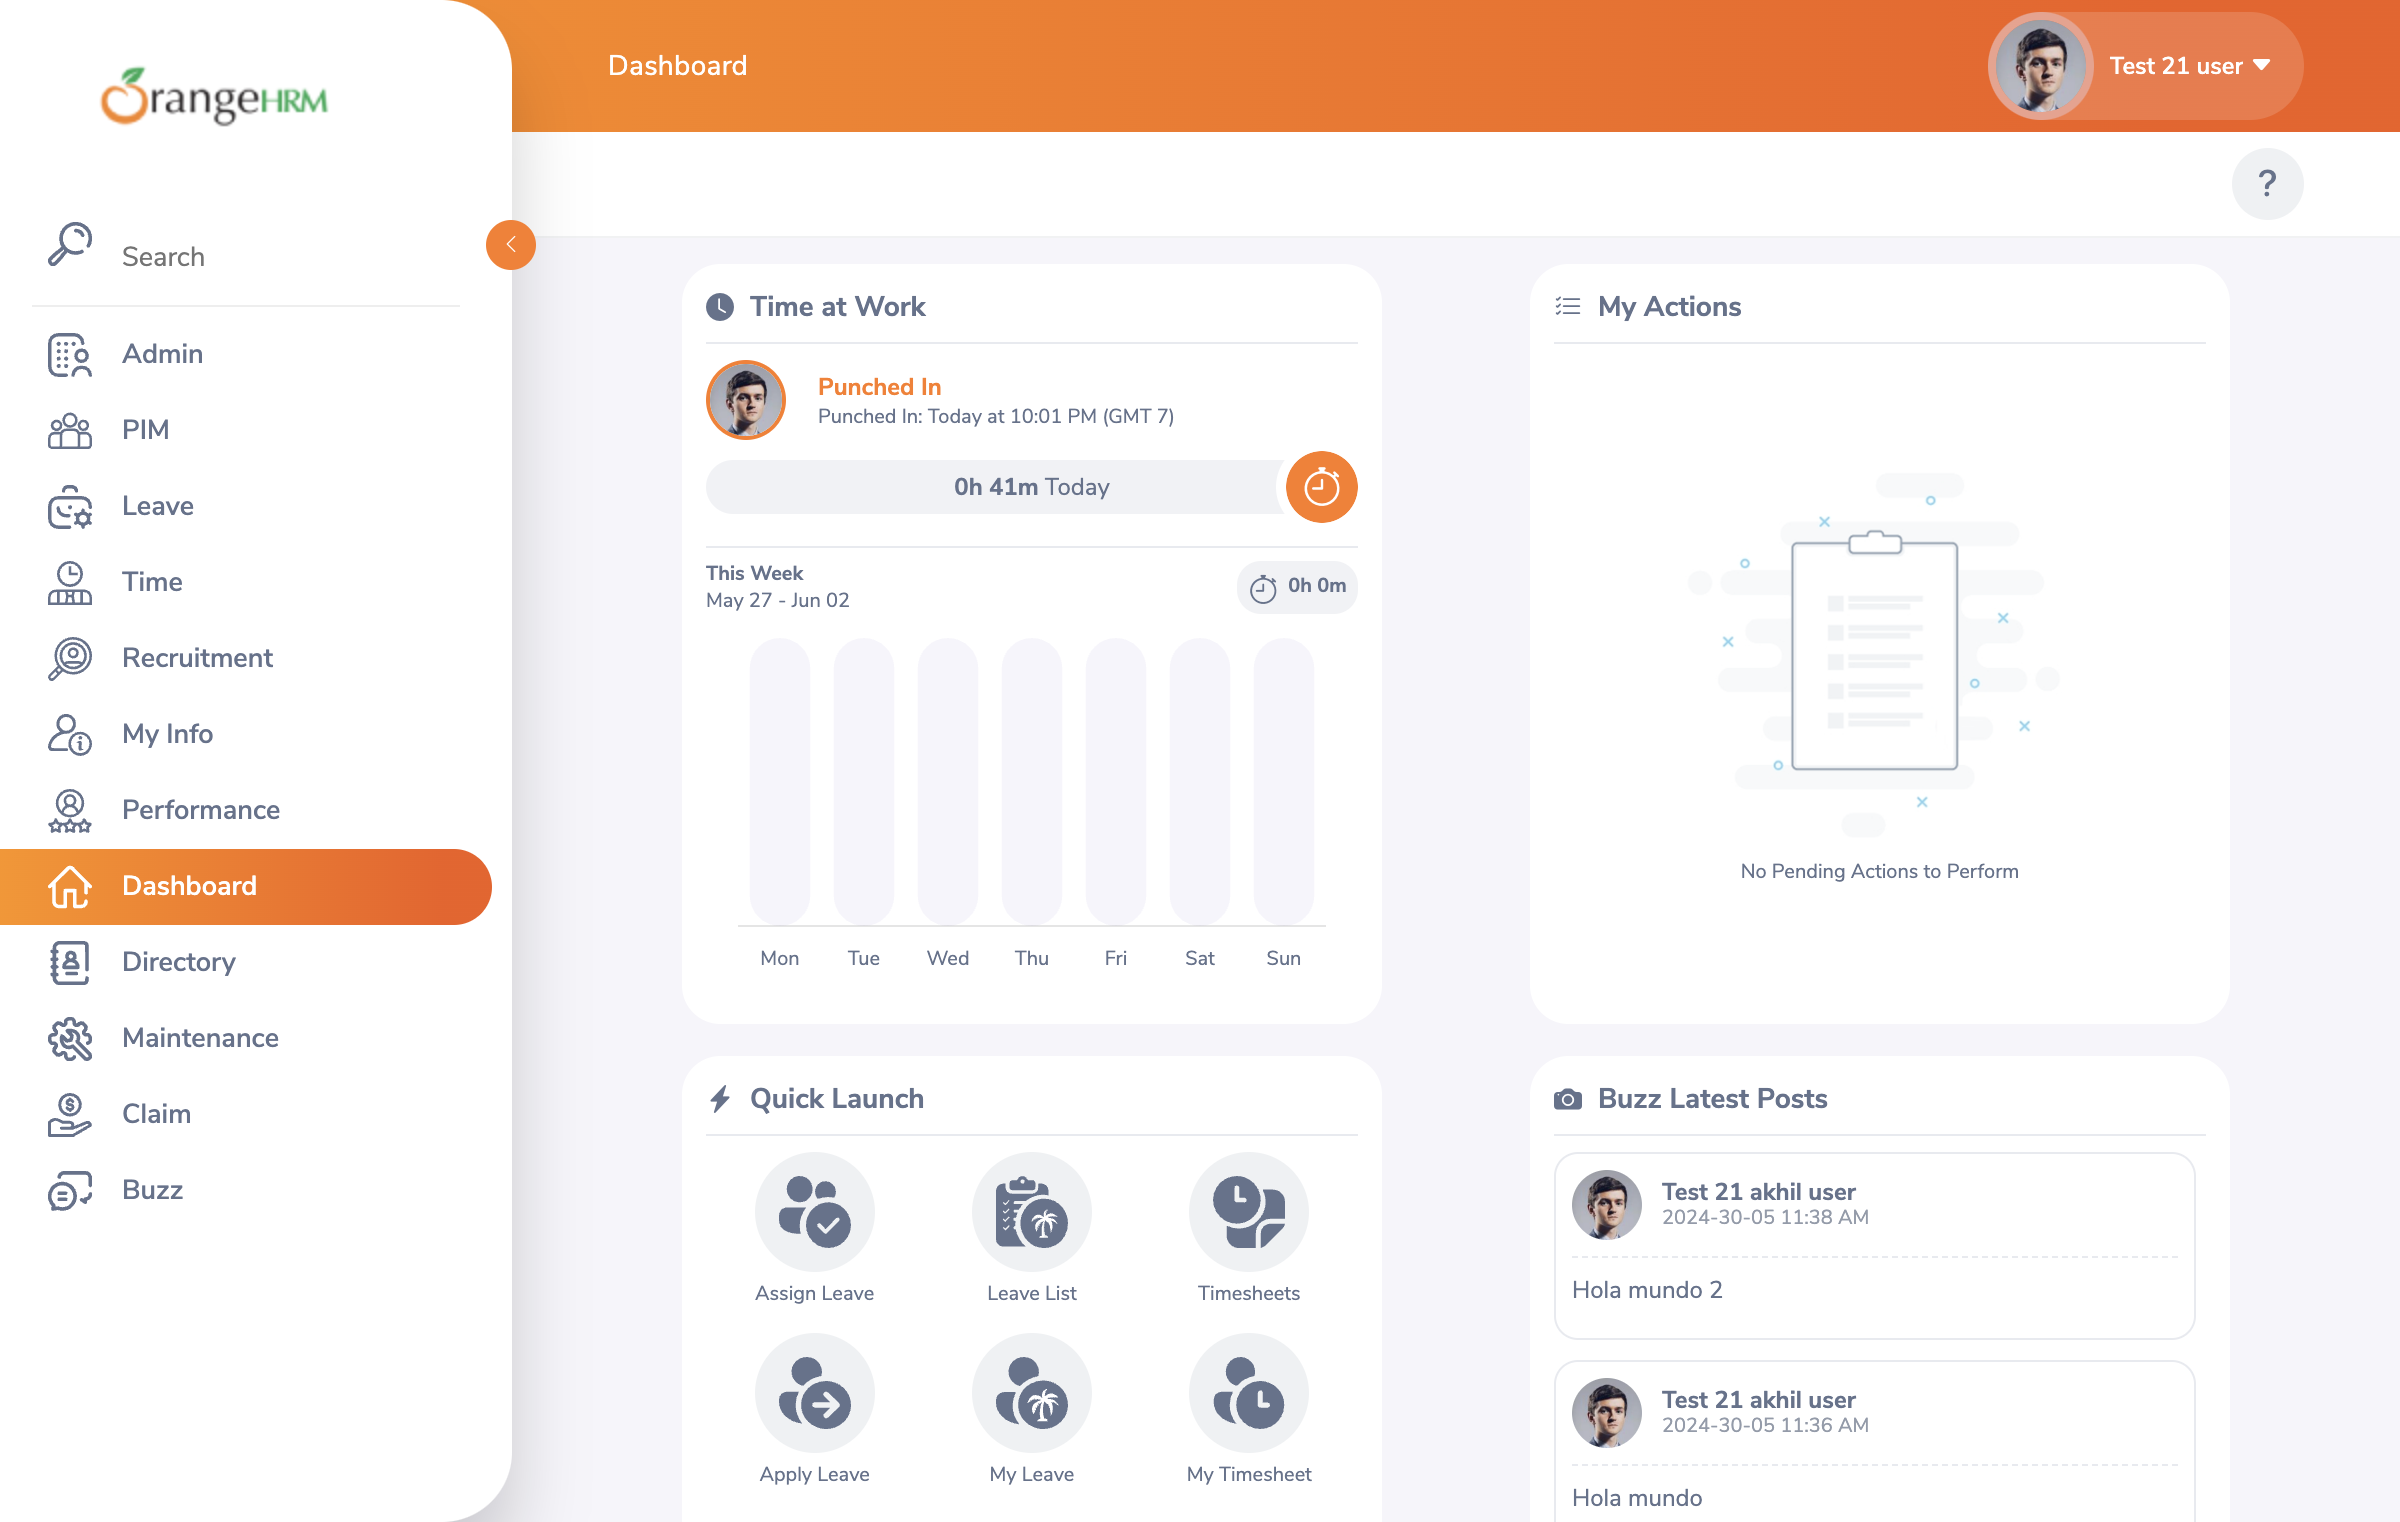 OrangeHRM
Search
Admin
PIM
Leave
Time
Recruitment
My Info
Performance
Dashboard
Directory
Maintenance
Claim
Buzz
Dashboard
Test 21 user
?
Time at Work
Punched In
Punched In: Today at 10:01 PM (GMT 7)
0h 41m Today
This Week
May 27 - Jun 02
0h 0m
Mon Tue Wed Thu Fri Sat Sun
My Actions
No Pending Actions to Perform
Quick Launch
Assign Leave
Leave List
Timesheets
Apply Leave
My Leave
My Timesheet
Buzz Latest Posts
Test 21 akhil user
2024-30-05 11:38 AM
Hola mundo 2
Test 21 akhil user
2024-30-05 11:36 AM
Hola mundo